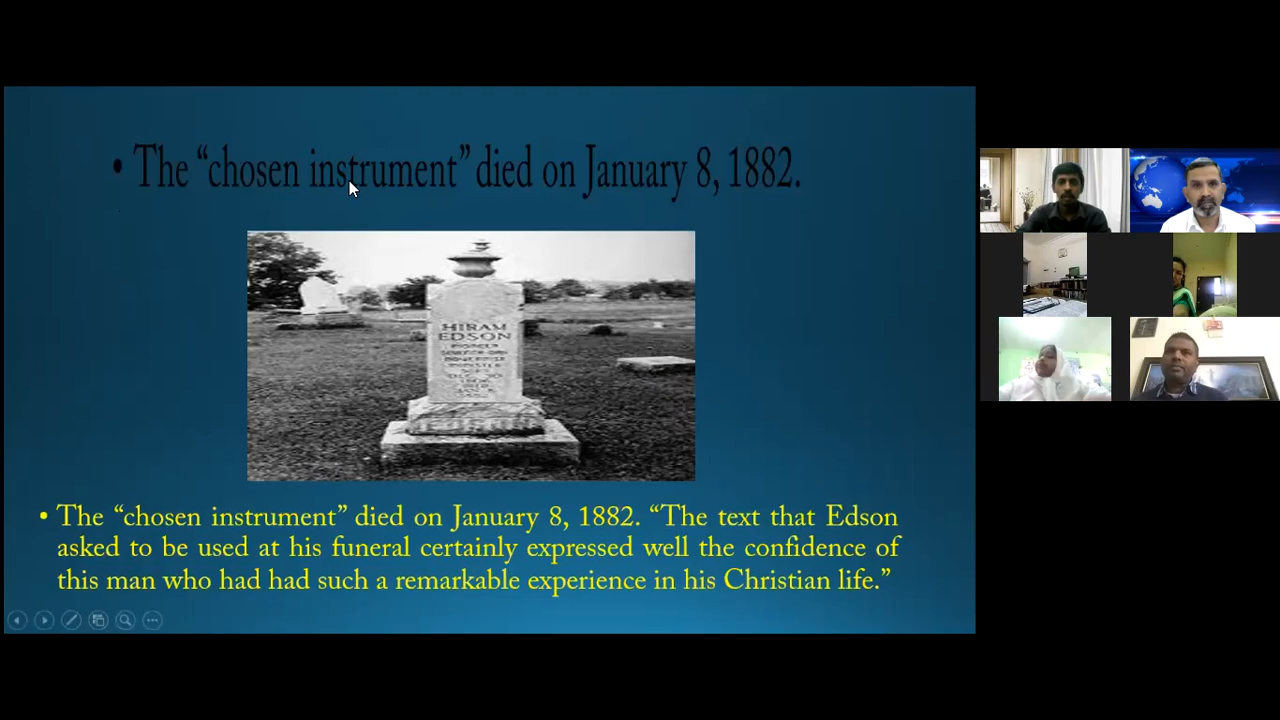 • The “chosen instrument” died on January 8, 1882.
HIRAM
EDSON
• The “chosen instrument” died on January 8, 1882. “The text that Edson
asked to be used at his funeral certainly expressed well the confidence of
this man who had had such a remarkable experience in his Christian life.”